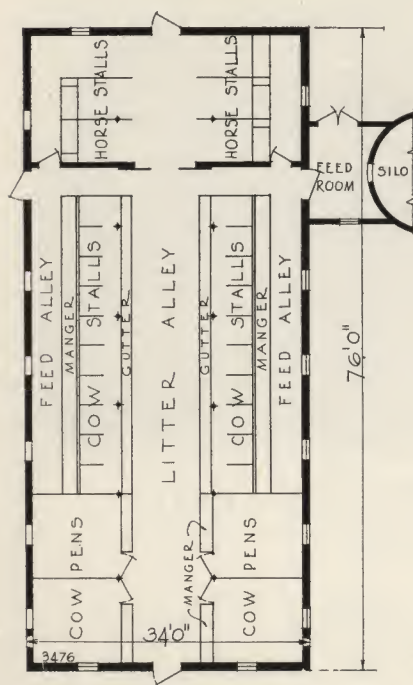 HORSE STALLS
HORSE STALLS
FEED
ROOM
SILO
FEED ALLEY
MANGER
COW STALLS
GUTTER
LITTER ALLEY
GUTTER
COW STALLS
MANGER
FEED ALLEY
76'0"
COW PENS
MANGER
COW PENS
34'0"
3476